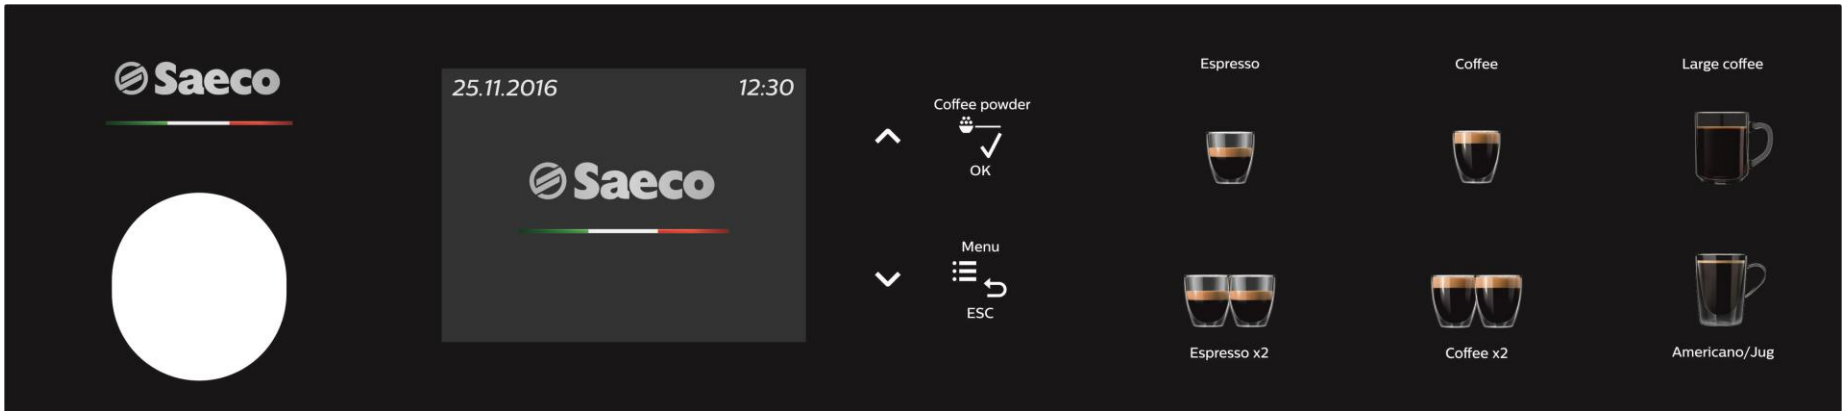 Saeco
25.11.2016 12:30
Saeco
Coffee powder
OK
Menu
ESC
Espresso
Coffee
Large coffee
Espresso x2
Coffee x2
Americano/Jug